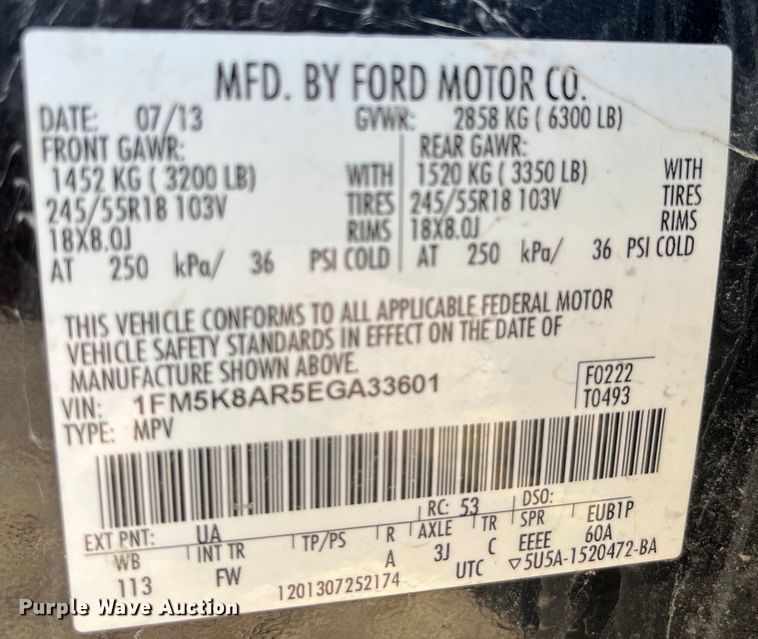 MFD. BY FORD MOTOR CO.
DATE: 07/13 GVWR: 2858 KG ( 6300 LB)
FRONT GAWR: REAR GAWR:
1452 KG ( 3200 LB) WITH 1520 KG ( 3350 LB) WITH
245/55R18 103V TIRES 245/55R18 103V TIRES
18X8.0J RIMS 18X8.0J RIMS
AT 250 kPa/ 36 PSI COLD AT 250 kPa/ 36 PSI COLD
THIS VEHICLE CONFORMS TO ALL APPLICABLE FEDERAL MOTOR
VEHICLE SAFETY STANDARDS IN EFFECT ON THE DATE OF
MANUFACTURE SHOWN ABOVE.
VIN: 1FM5K8AR5EGA33601 F0222
TYPE: MPV T0493
EXT PNT: UA RC: 53 DSO:
WB INT TR TP/PS R AXLE TR SPR EUB1P
113 FW A 3J C EEEE 60A
1201307252174 UTC ▽5U5A-1520472-BA
Purple Wave Auction